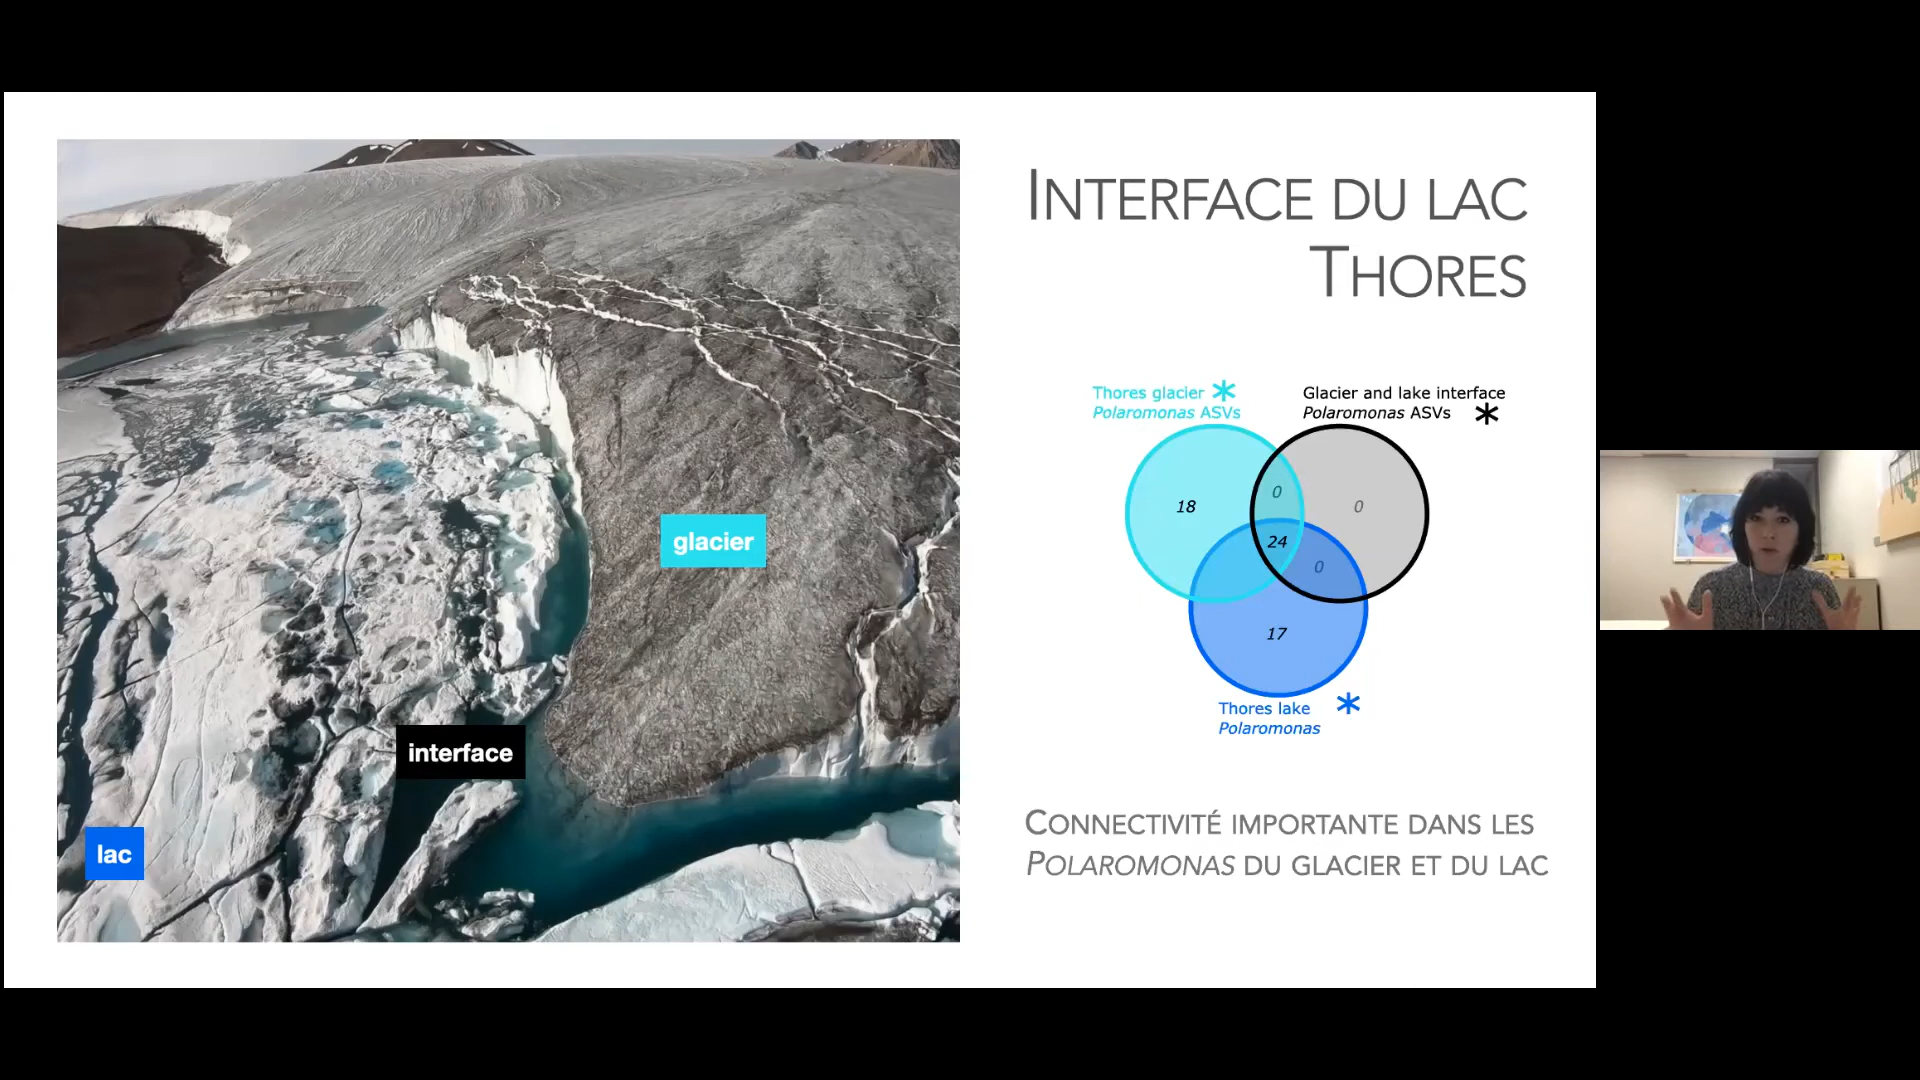 INTERFACE DU LAC
THORES
Thores glacier *
Polaromonas ASVs
Glacier and lake interface
Polaromonas ASVs *
18
0
0
24
0
17
Thores lake *
Polaromonas
CONNECTIVITÉ IMPORTANTE DANS LES
POLAROMONAS DU GLACIER ET DU LAC
glacier
interface
lac